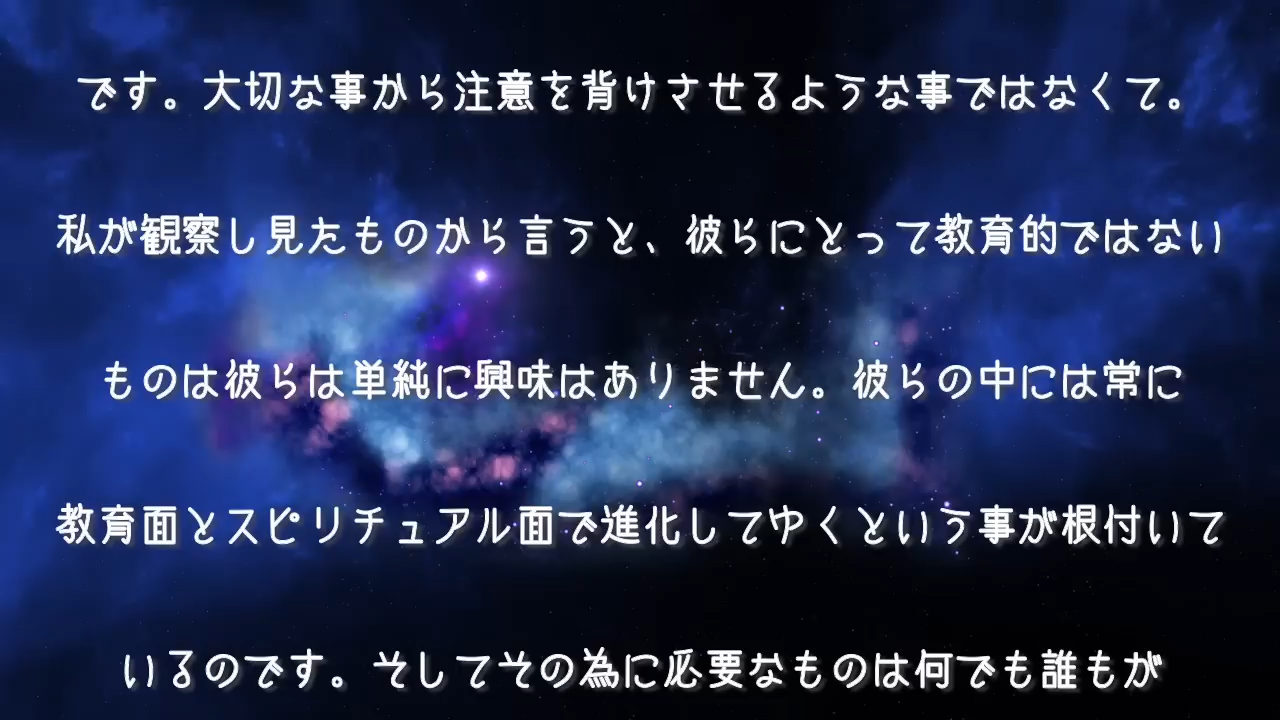 です。大切な事から注意を背けさせるような事ではなくて。
私が観察し見たものから言うと、彼らにとって教育的ではない
ものは彼らは単純に興味はありません。彼らの中には常に
教育面とスピリチュアル面で進化してゆくという事が根付いて
いるのです。そしてその為に必要なものは何でも誰もが